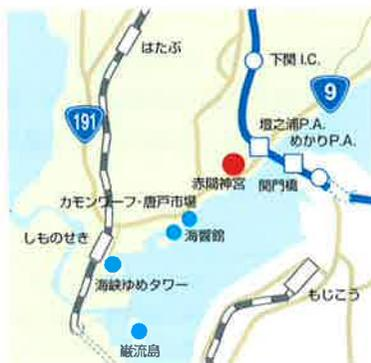 はたぶ
下関 I.C.
9
191
壇之浦P.A.
めかりP.A.
赤間神宮
関門橋
カモンワーフ・唐戸市場
海響館
しものせき
海峡ゆめタワー
もじこう
巌流島